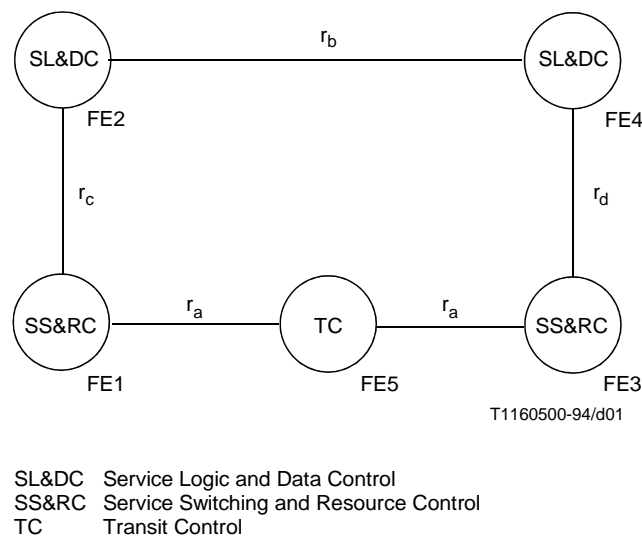 SL&DC
r_b
SL&DC
FE2
FE4
r_c
r_d
SS&RC
r_a
TC
r_a
SS&RC
FE1
FE5
FE3
T1160500-94/d01
SL&DC Service Logic and Data Control
SS&RC Service Switching and Resource Control
TC Transit Control